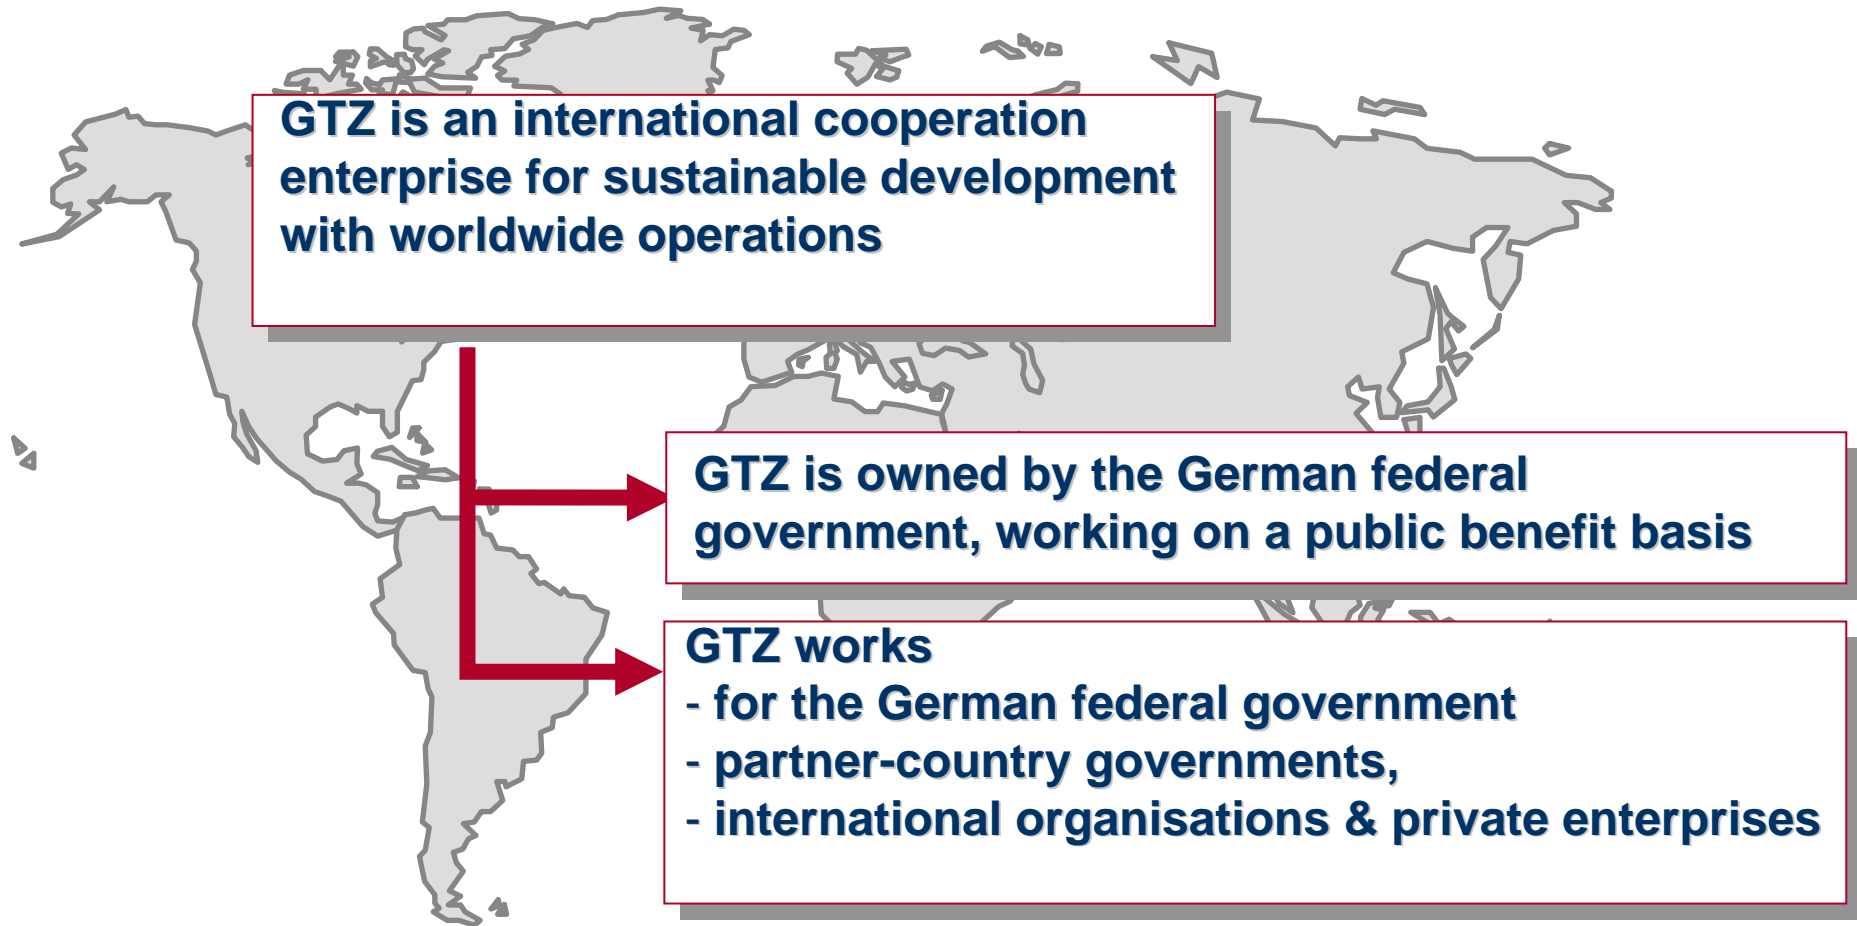 GTZ is an international cooperation
enterprise for sustainable development
with worldwide operations
GTZ is owned by the German federal
government, working on a public benefit basis
GTZ works
- for the German federal government
- partner-country governments,
- international organisations & private enterprises